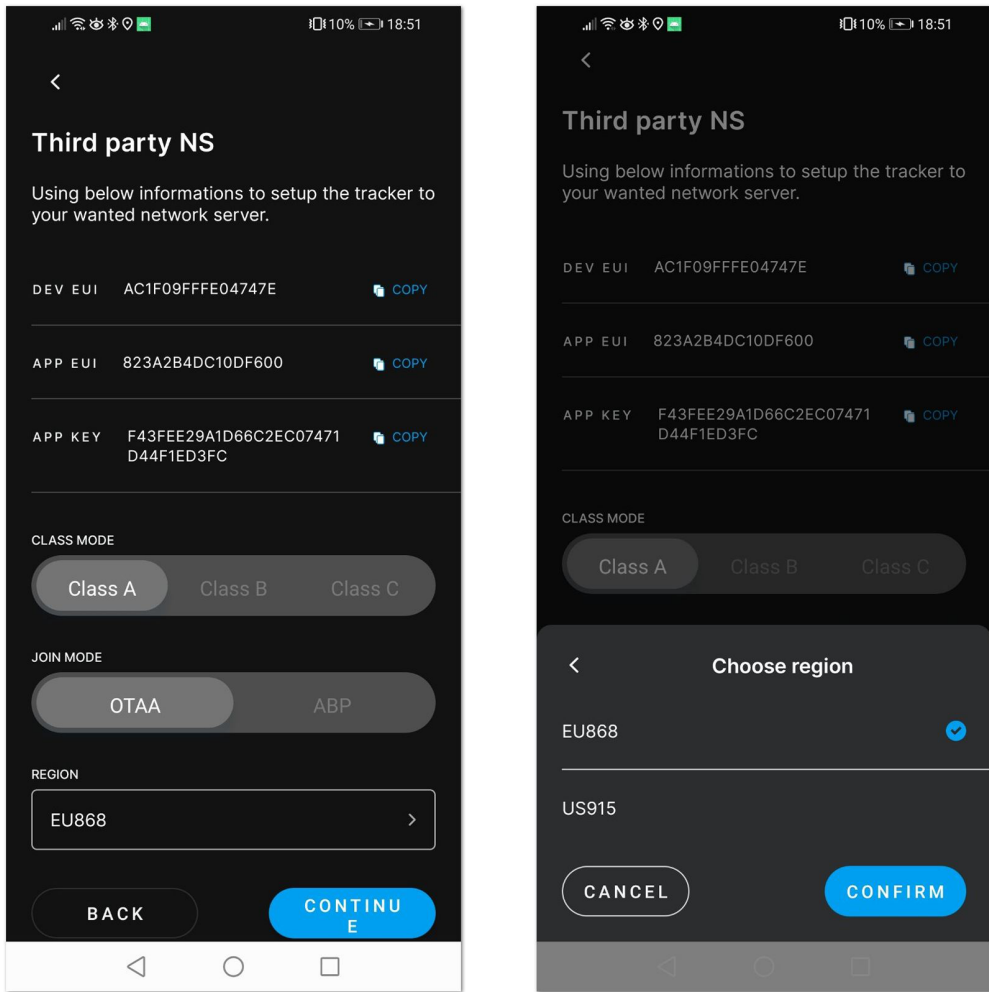 10% 18:51
Third party NS
Using below informations to setup the tracker to
your wanted network server.
DEV EUI AC1F09FFFE04747E COPY
APP EUI 823A2B4DC10DF600 COPY
APP KEY F43FEE29A1D66C2EC07471 COPY
D44F1ED3FC
CLASS MODE
Class A Class B Class C
JOIN MODE
OTAA ABP
REGION
EU868
BACK CONTINU
E
10% 18:51
Third party NS
Using below informations to setup the tracker to
your wanted network server.
DEV EUI AC1F09FFFE04747E COPY
APP EUI 823A2B4DC10DF600 COPY
APP KEY F43FEE29A1D66C2EC07471 COPY
D44F1ED3FC
CLASS MODE
Class A Class B Class C
Choose region
EU868
US915
CANCEL CONFIRM